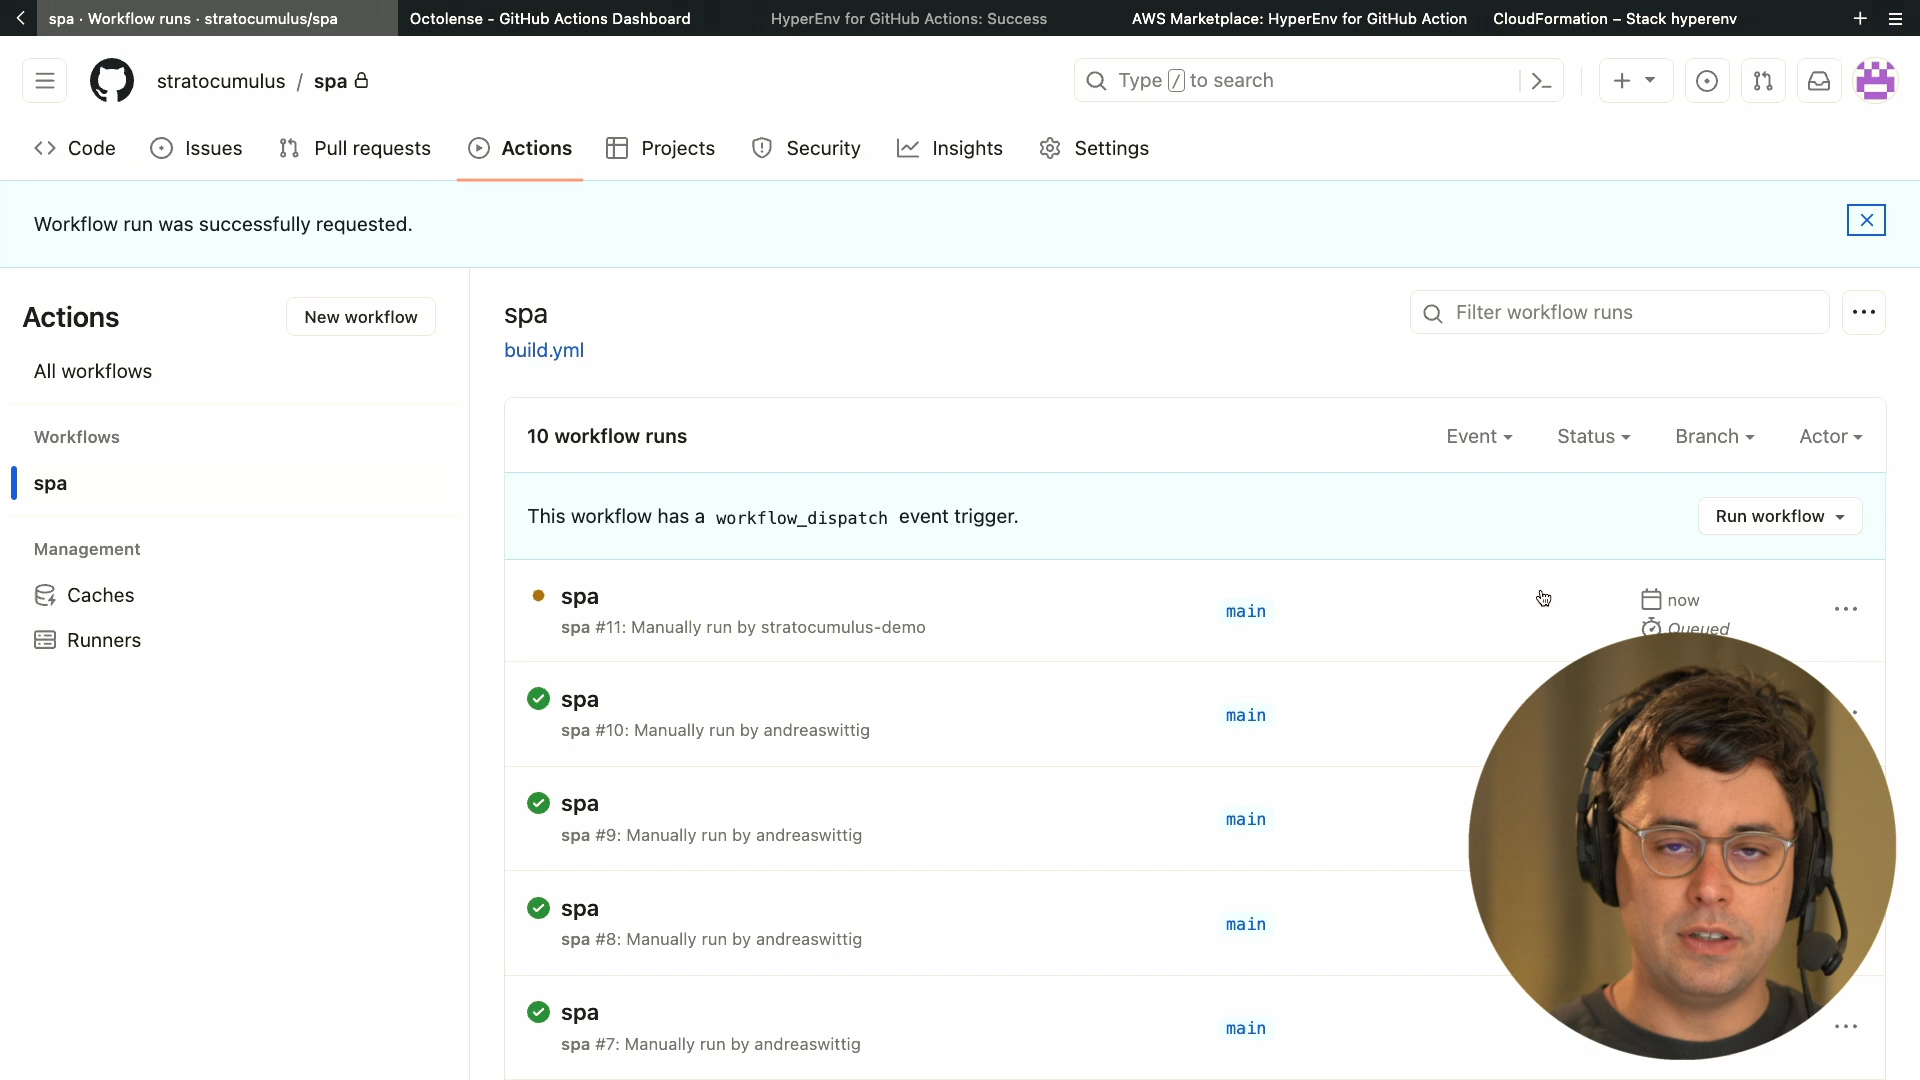 spa · Workflow runs · stratocumulus/spa
Octolense - GitHub Actions Dashboard
HyperEnv for GitHub Actions: Success
AWS Marketplace: HyperEnv for GitHub Action
CloudFormation – Stack hyperenv
stratocumulus / spa
Type / to search
Code
Issues
Pull requests
Actions
Projects
Security
Insights
Settings
Workflow run was successfully requested.
Actions
New workflow
All workflows
Workflows
spa
Management
Caches
Runners
spa
build.yml
Filter workflow runs
10 workflow runs
Event
Status
Branch
Actor
This workflow has a workflow_dispatch event trigger.
Run workflow
spa
spa #11: Manually run by stratocumulus-demo
main
now
Queued
spa
spa #10: Manually run by andreaswittig
main
spa
spa #9: Manually run by andreaswittig
main
spa
spa #8: Manually run by andreaswittig
main
spa
spa #7: Manually run by andreaswittig
main